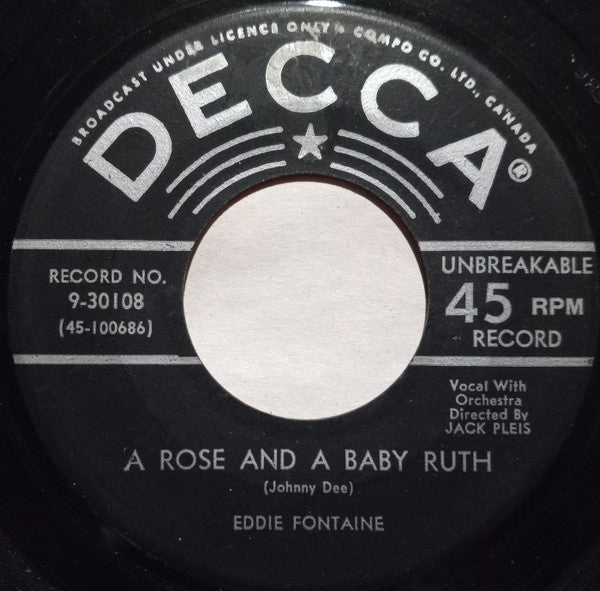 BROADCAST UNDER LICENCE ONLY COMPO CO. LTD., CANADA
DECCA®
RECORD NO.
9-30108
(45-100686)
UNBREAKABLE
45 RPM
RECORD
Vocal With
Orchestra
Directed By
JACK PLEIS
A ROSE AND A BABY RUTH
(Johnny Dee)
EDDIE FONTAINE